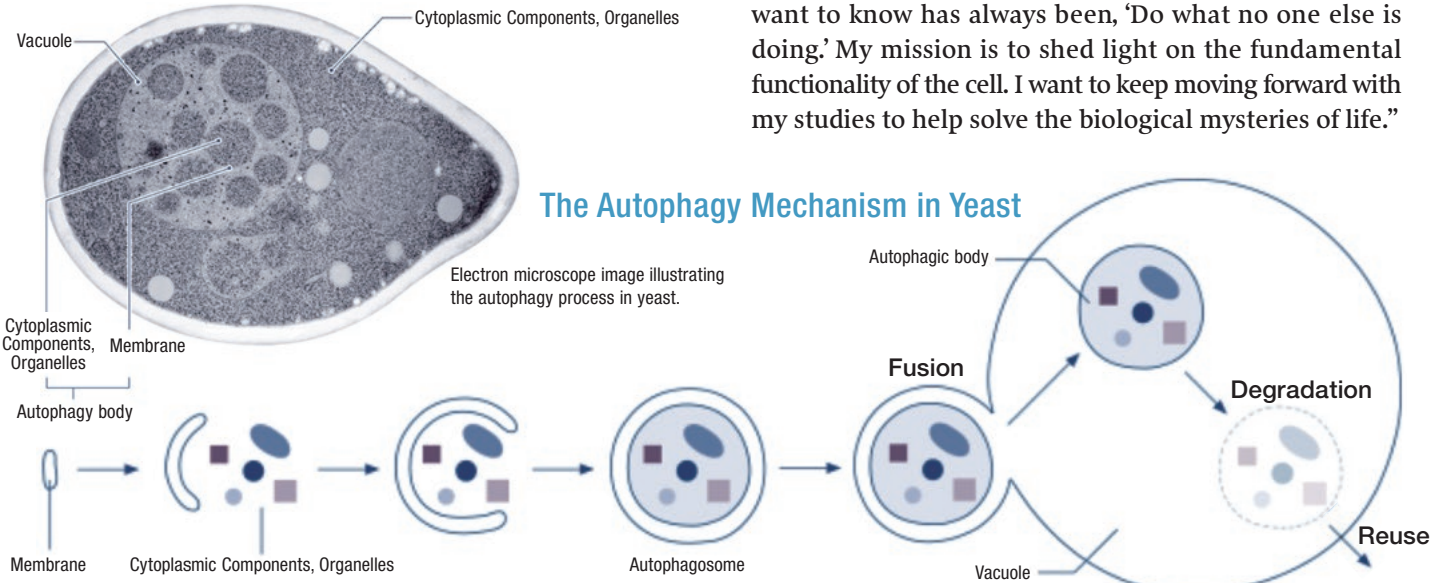 want to know has always been, ‘Do what no one else is
doing.’ My mission is to shed light on the fundamental
functionality of the cell. I want to keep moving forward with
my studies to help solve the biological mysteries of life.”
Cytoplasmic Components, Organelles
Vacuole
The Autophagy Mechanism in Yeast
Electron microscope image illustrating
the autophagy process in yeast.
Cytoplasmic
Components,
Organelles
Membrane
Autophagy body
Autophagic body
Fusion
Degradation
Reuse
Membrane
Cytoplasmic Components, Organelles
Autophagosome
Vacuole